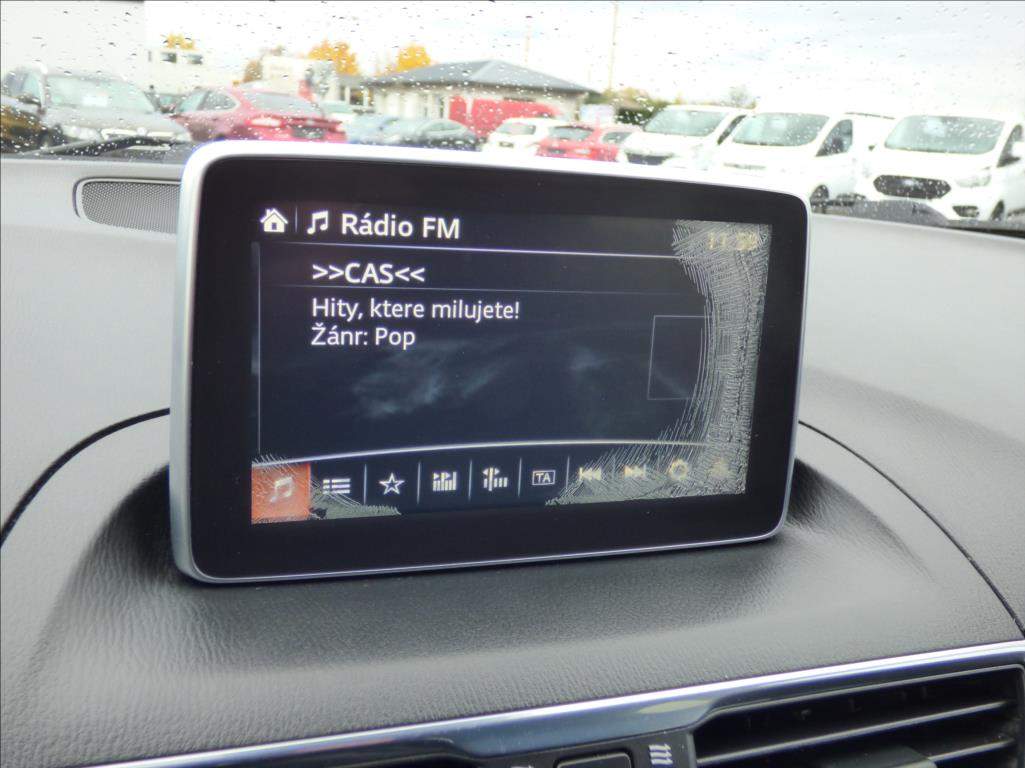 Rádio FM
>>CAS<<
Hity, ktere milujete!
Žánr: Pop
TA